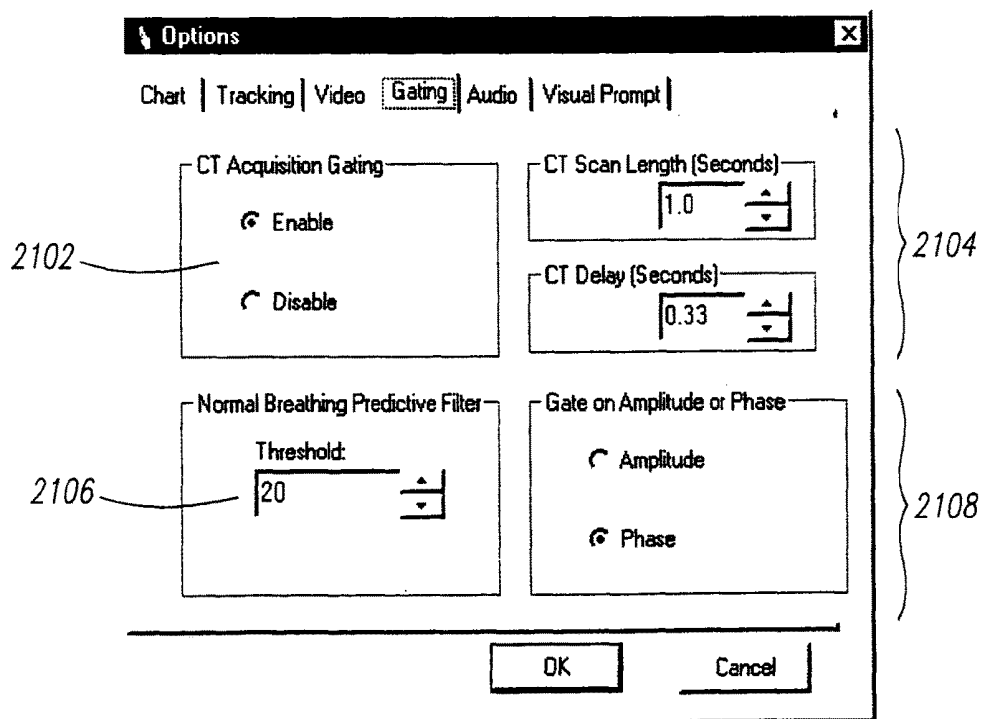 Options
Chart | Tracking | Video Gating Audio | Visual Prompt
CT Acquisition Gating
Enable
Disable
2102
CT Scan Length (Seconds)
1.0
CT Delay (Seconds)
0.33
2104
Normal Breathing Predictive Filter
Threshold:
20
2106
Gate on Amplitude or Phase
Amplitude
Phase
2108
OK Cancel